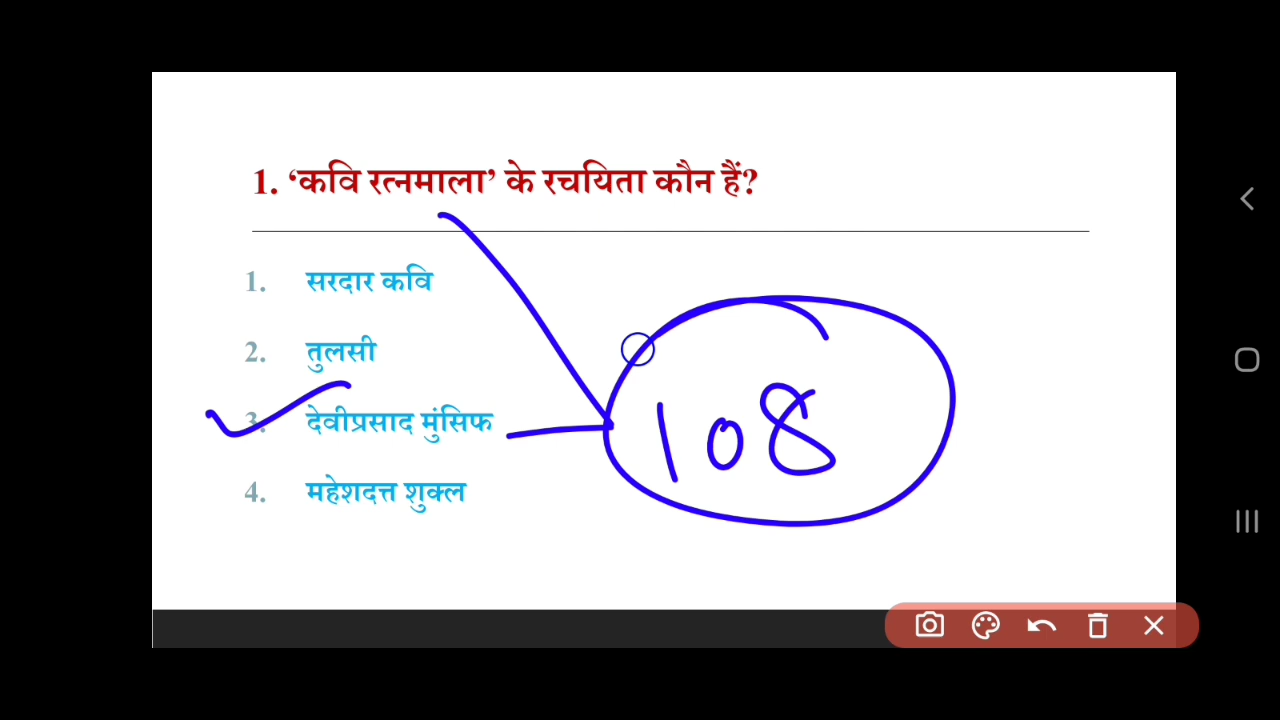 1. ‘कवि रत्नमाला’ के रचयिता कौन हैं?
1. सरदार कवि
2. तुलसी
3. देवीप्रसाद मुंसिफ
4. महेशदत्त शुक्ल
108